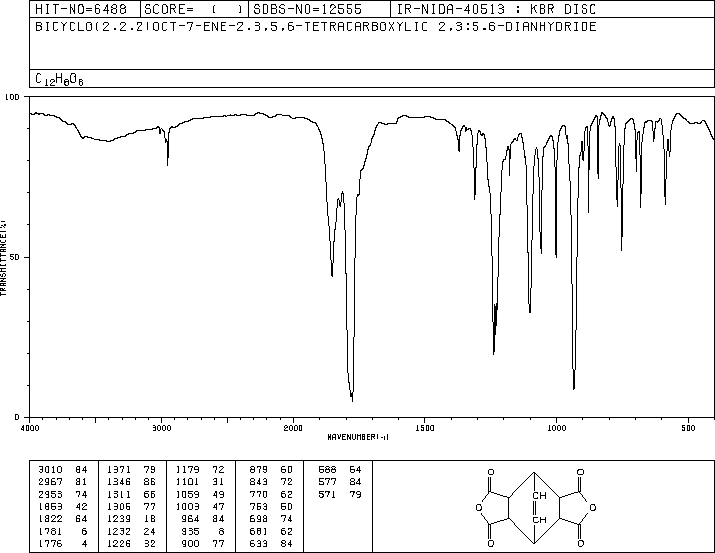 HIT-NO=6488 SCORE= ( ) SDBS-NO=12555 IR-NIDA-40513 : KBR DISC
BICYCLO(2.2.2)OCT-7-ENE-2.3.5.6-TETRACARBOXYLIC 2,3:5.6-DIANHYDRIDE
C12H8O6
100
50
0
TRANSMITTANCE(%)
4000 3000 2000 1500 1000 500
WAVENUMBER(-1)
3010 84 1371 79 1179 72 879 60 588 64
2967 81 1346 86 1101 31 843 72 577 84
2953 74 1311 66 1059 49 770 62 571 79
1853 42 1306 77 1003 47 753 50
1822 64 1239 18 964 84 698 74
1781 6 1232 24 935 8 681 62
1776 4 1226 32 900 77 633 84
O O
O CH O
CH
O O